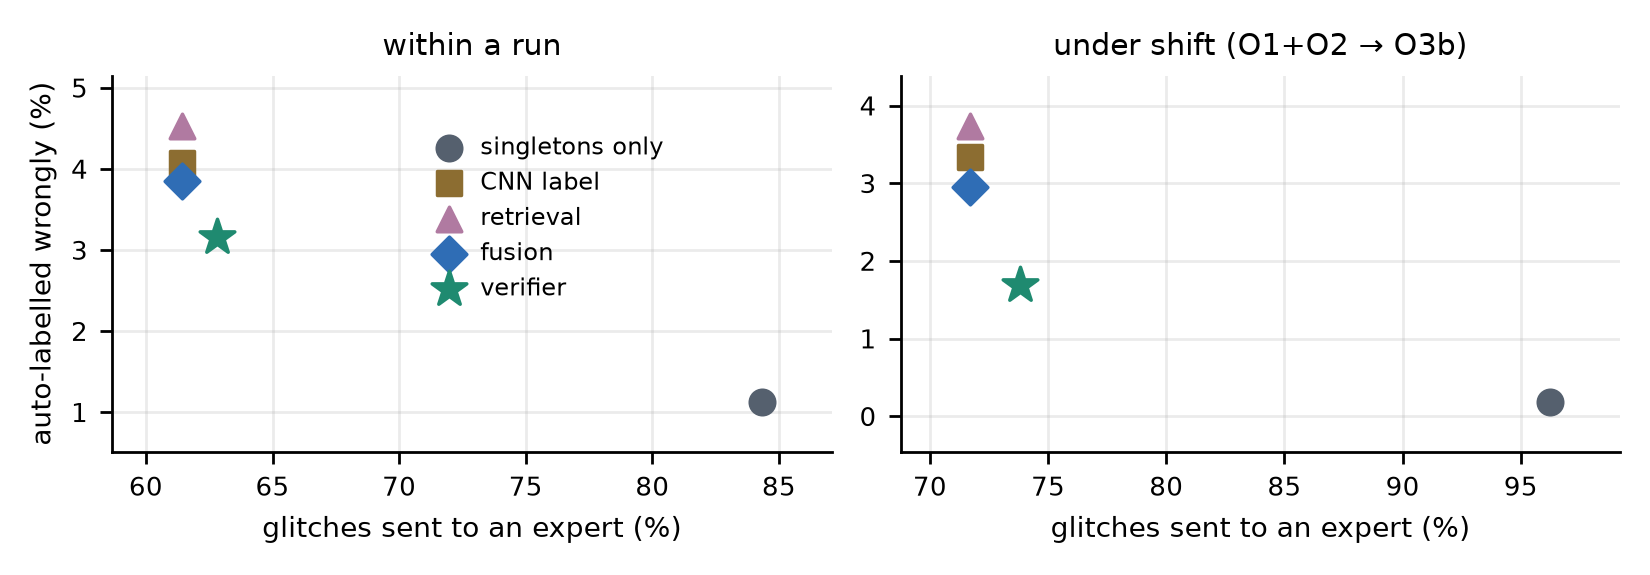 within a run
auto-labelled wrongly (%)
5
4
3
2
1
singletons only
CNN label
retrieval
fusion
verifier
60 65 70 75 80 85
glitches sent to an expert (%)
under shift (O1+O2 → O3b)
4
3
2
1
0
70 75 80 85 90 95
glitches sent to an expert (%)